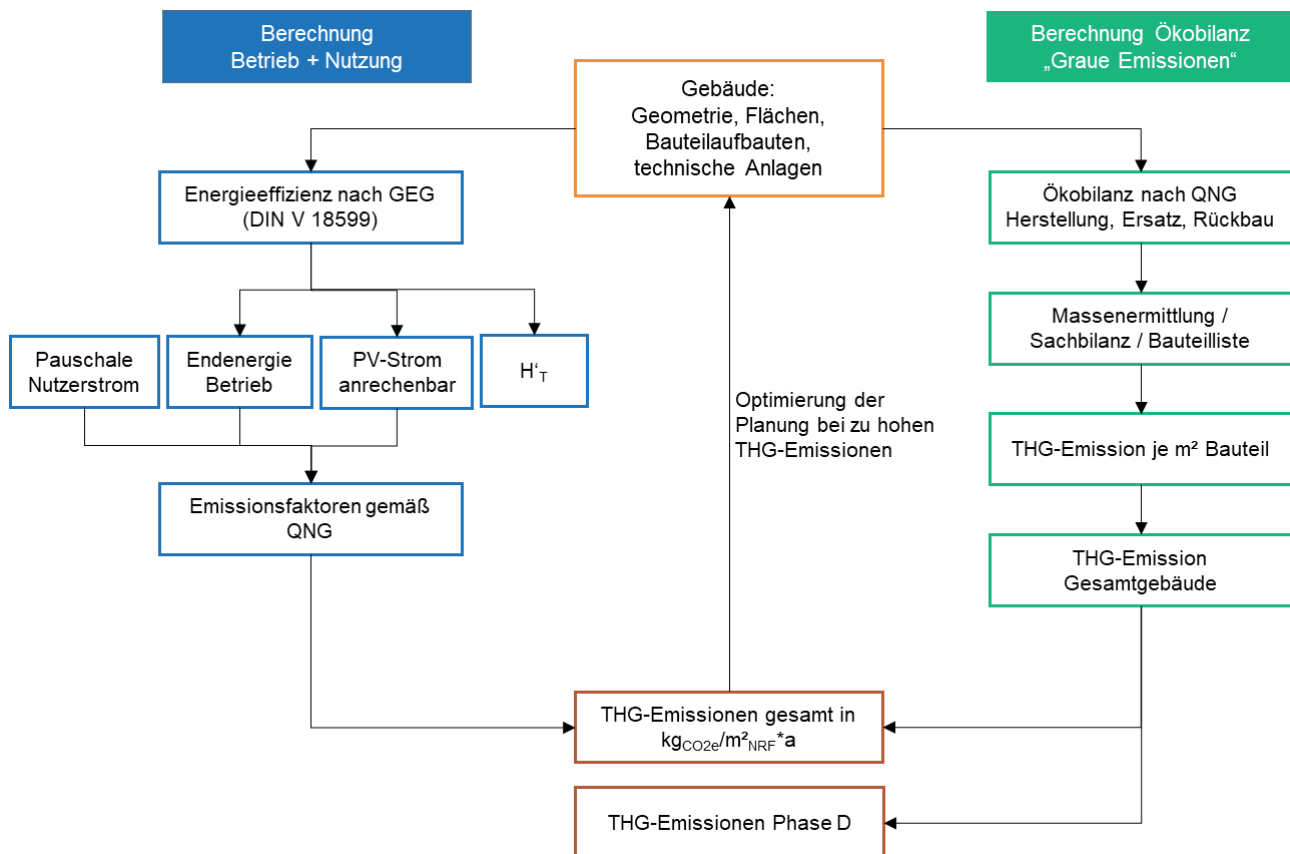 Berechnung
Betrieb + Nutzung
Berechnung Ökobilanz
„Graue Emissionen“
Gebäude:
Geometrie, Flächen,
Bauteilaufbauten,
technische Anlagen
Energieeffizienz nach GEG
(DIN V 18599)
Ökobilanz nach QNG
Herstellung, Ersatz, Rückbau
Pauschale
Nutzerstrom
Endenergie
Betrieb
PV-Strom
anrechenbar
H‘T
Massenermittlung /
Sachbilanz / Bauteilliste
Optimierung der
Planung bei zu hohen
THG-Emissionen
THG-Emission je m² Bauteil
Emissionsfaktoren gemäß
QNG
THG-Emission
Gesamtgebäude
THG-Emissionen gesamt in
kgCO2e/m²NRF*a
THG-Emissionen Phase D